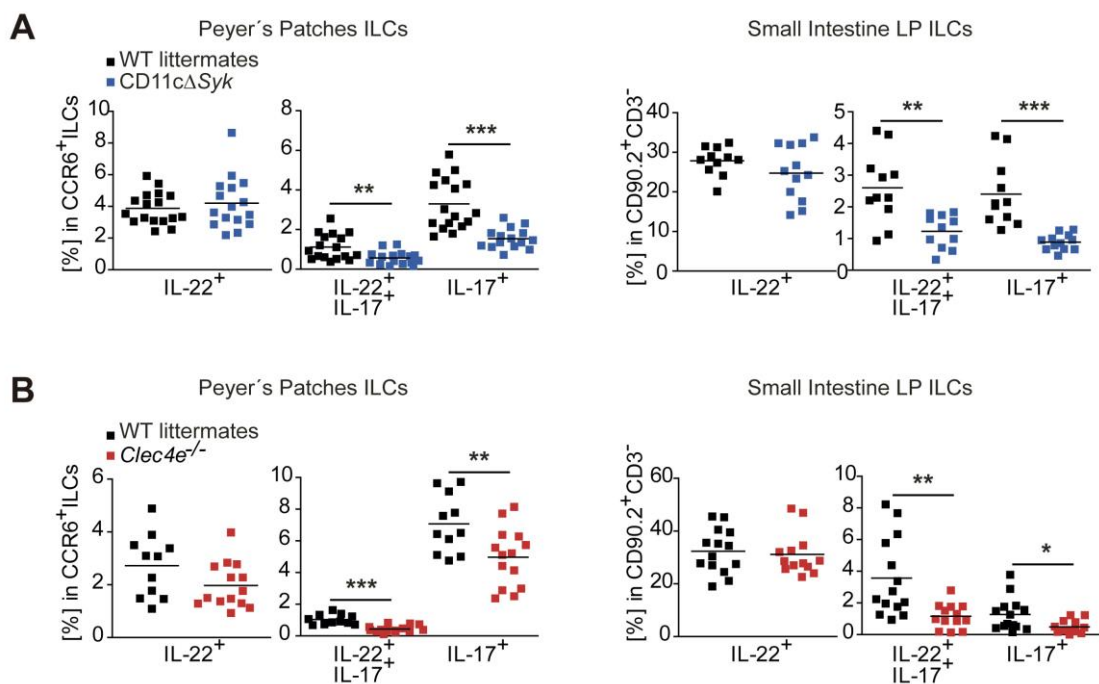 A
Peyer´s Patches ILCs
Small Intestine LP ILCs
WT littermates
CD11cΔSyk
[%] in CCR6⁺ILCs
10
8
6
4
2
0
IL-22⁺
8
6
4
2
0
**
***
IL-22⁺
IL-17⁺
IL-17⁺
[%] in CD90.2⁺CD3⁻
40
30
20
10
0
IL-22⁺
5
4
3
2
1
0
**
***
IL-22⁺
IL-17⁺
IL-17⁺
B
Peyer´s Patches ILCs
Small Intestine LP ILCs
WT littermates
Clec4e⁻/⁻
[%] in CCR6⁺ILCs
6
4
2
0
IL-22⁺
10
8
6
4
2
0
***
**
IL-22⁺
IL-17⁺
IL-17⁺
[%] in CD90.2⁺CD3⁻
60
40
20
0
IL-22⁺
10
8
6
4
2
0
**
*
IL-22⁺
IL-17⁺
IL-17⁺